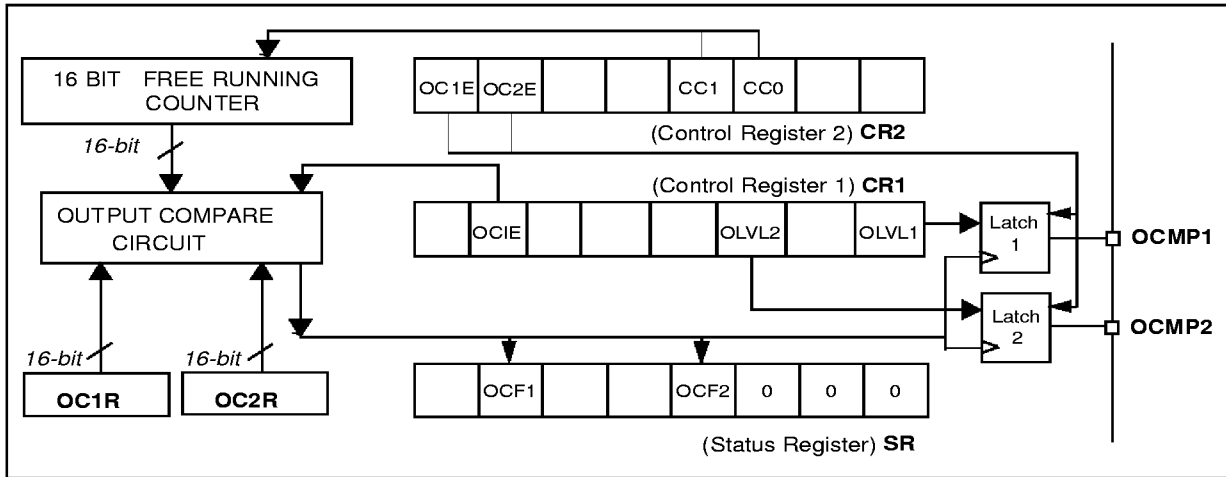 16 BIT FREE RUNNING
COUNTER
OC1E OC2E CC1 CC0
(Control Register 2) CR2
16-bit
(Control Register 1) CR1
OUTPUT COMPARE
CIRCUIT
OCIE OLVL2 OLVL1
Latch
1
OCMP1
Latch
2
OCMP2
16-bit
16-bit
OC1R
OC2R
OCF1 OCF2 0 0 0
(Status Register) SR